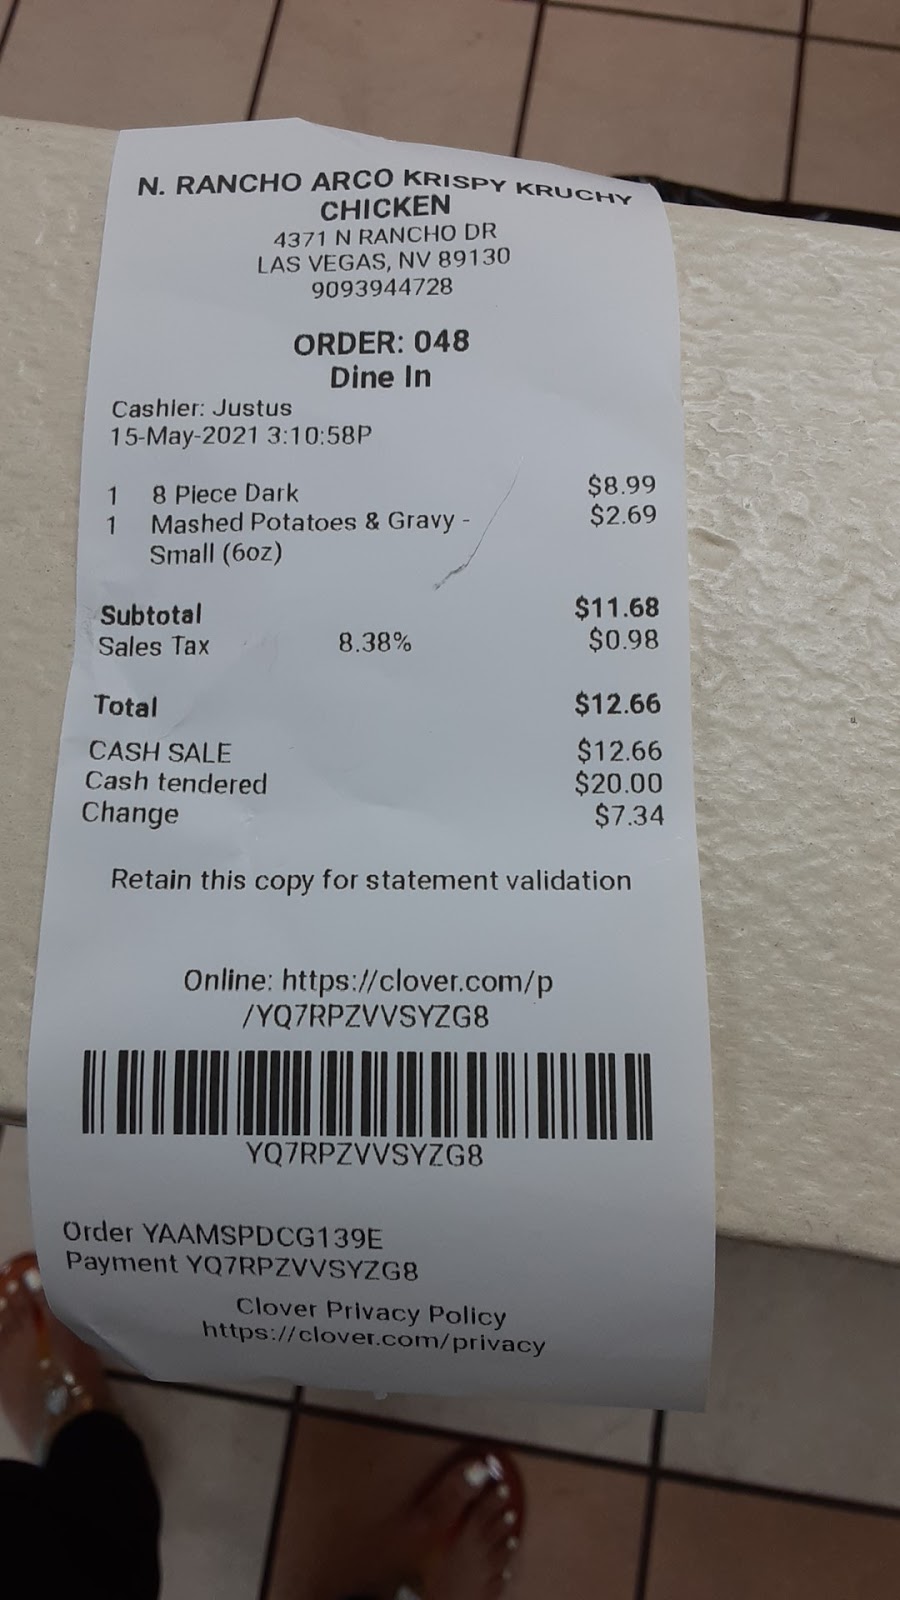 N. RANCHO ARCO KRISPY KRUCHY
CHICKEN
4371 N RANCHO DR
LAS VEGAS, NV 89130
9093944728
ORDER: 048
Dine In
Cashier: Justus
15-May-2021 3:10:58P
1 8 Piece Dark $8.99
1 Mashed Potatoes & Gravy - $2.69
Small (6oz)
Subtotal $11.68
Sales Tax 8.38% $0.98
Total $12.66
CASH SALE $12.66
Cash tendered $20.00
Change $7.34
Retain this copy for statement validation
Online: https://clover.com/p
/YQ7RPZVVSYZG8
YQ7RPZVVSYZG8
Order YAAMSPDCG139E
Payment YQ7RPZVVSYZG8
Clover Privacy Policy
https://clover.com/privacy